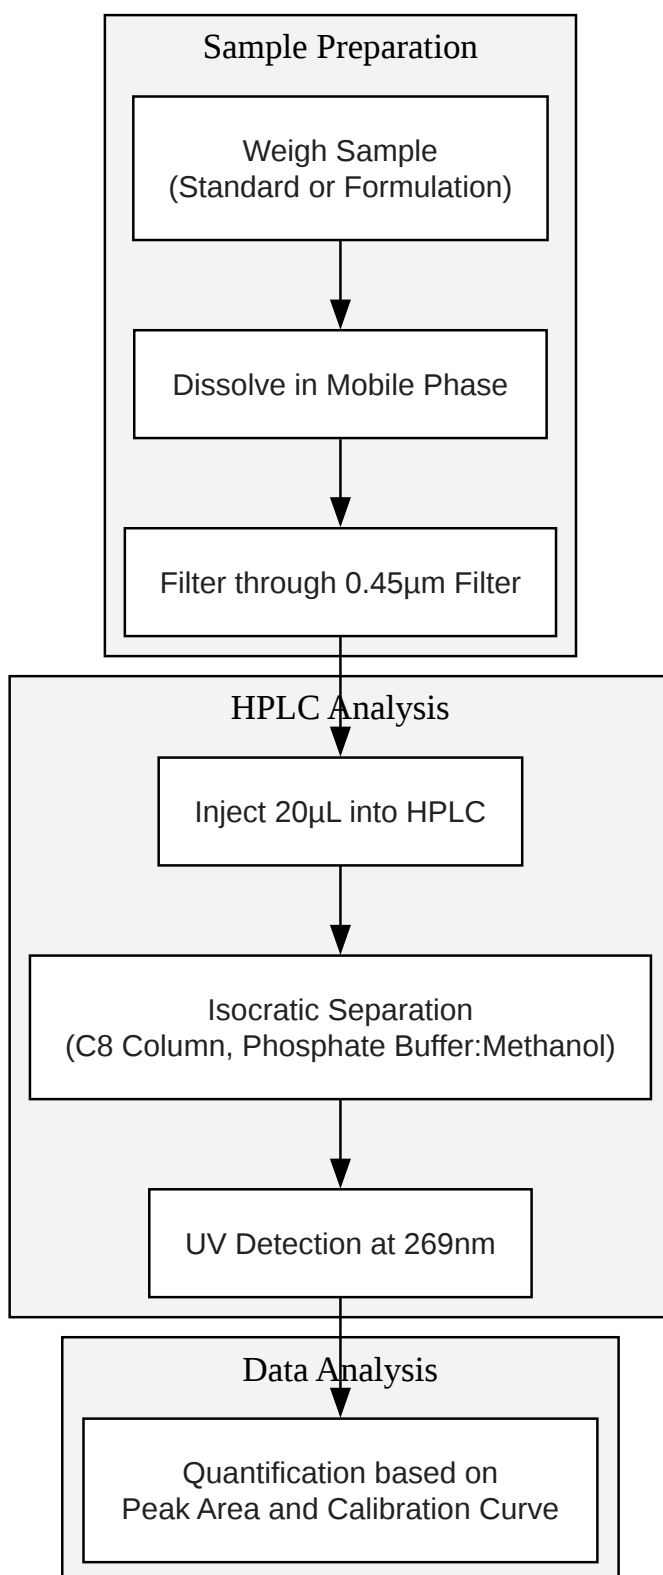 Sample Preparation
Weigh Sample
(Standard or Formulation)
Dissolve in Mobile Phase
Filter through 0.45µm Filter
HPLC Analysis
Inject 20µL into HPLC
Isocratic Separation
(C8 Column, Phosphate Buffer:Methanol)
UV Detection at 269nm
Data Analysis
Quantification based on
Peak Area and Calibration Curve